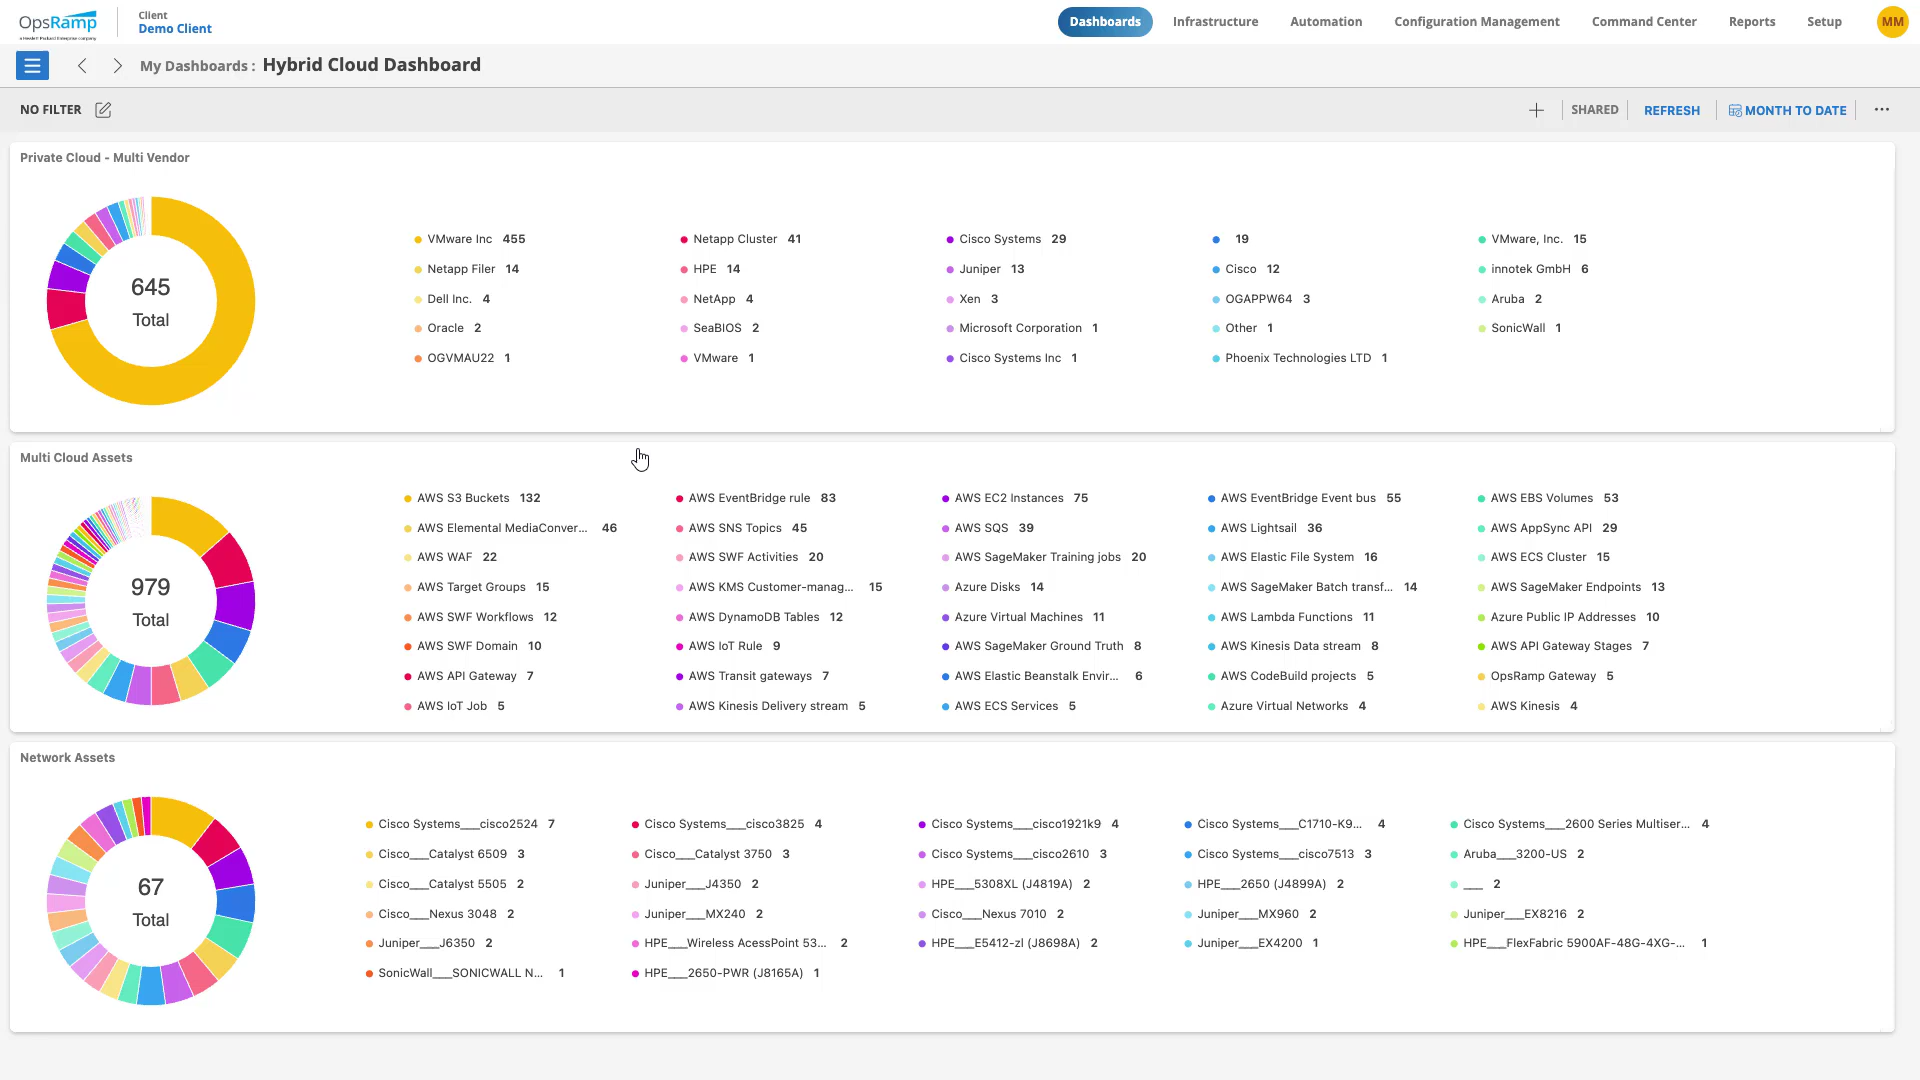 OpsRamp
a Hewlett Packard Enterprise company
Client
Demo Client
Dashboards
Infrastructure
Automation
Configuration Management
Command Center
Reports
Setup
MM
My Dashboards : Hybrid Cloud Dashboard
NO FILTER
SHARED
REFRESH
MONTH TO DATE
Private Cloud - Multi Vendor
645
Total
VMware Inc 455
Netapp Cluster 41
Cisco Systems 29
19
VMware, Inc. 15
Netapp Filer 14
HPE 14
Juniper 13
Cisco 12
innotek GmbH 6
Dell Inc. 4
NetApp 4
Xen 3
OGAPPW64 3
Aruba 2
Oracle 2
SeaBIOS 2
Microsoft Corporation 1
Other 1
SonicWall 1
OGVMAU22 1
VMware 1
Cisco Systems Inc 1
Phoenix Technologies LTD 1
Multi Cloud Assets
979
Total
AWS S3 Buckets 132
AWS EventBridge rule 83
AWS EC2 Instances 75
AWS EventBridge Event bus 55
AWS EBS Volumes 53
AWS Elemental MediaConver... 46
AWS SNS Topics 45
AWS SQS 39
AWS Lightsail 36
AWS AppSync API 29
AWS WAF 22
AWS SWF Activities 20
AWS SageMaker Training jobs 20
AWS Elastic File System 16
AWS ECS Cluster 15
AWS Target Groups 15
AWS KMS Customer-manag... 15
Azure Disks 14
AWS SageMaker Batch transf... 14
AWS SageMaker Endpoints 13
AWS SWF Workflows 12
AWS DynamoDB Tables 12
Azure Virtual Machines 11
AWS Lambda Functions 11
Azure Public IP Addresses 10
AWS SWF Domain 10
AWS IoT Rule 9
AWS SageMaker Ground Truth 8
AWS Kinesis Data stream 8
AWS API Gateway Stages 7
AWS API Gateway 7
AWS Transit gateways 7
AWS Elastic Beanstalk Envir... 6
AWS CodeBuild projects 5
OpsRamp Gateway 5
AWS IoT Job 5
AWS Kinesis Delivery stream 5
AWS ECS Services 5
Azure Virtual Networks 4
AWS Kinesis 4
Network Assets
67
Total
Cisco Systems___cisco2524 7
Cisco Systems___cisco3825 4
Cisco Systems___cisco1921k9 4
Cisco Systems___C1710-K9... 4
Cisco Systems___2600 Series Multiser... 4
Cisco___Catalyst 6509 3
Cisco___Catalyst 3750 3
Cisco Systems___cisco2610 3
Cisco Systems___cisco7513 3
Aruba___3200-US 2
Cisco___Catalyst 5505 2
Juniper___J4350 2
HPE___5308XL (J4819A) 2
HPE___2650 (J4899A) 2
___ 2
Cisco___Nexus 3048 2
Juniper___MX240 2
Cisco___Nexus 7010 2
Juniper___MX960 2
Juniper___EX8216 2
Juniper___J6350 2
HPE___Wireless AcessPoint 53... 2
HPE___E5412-zl (J8698A) 2
Juniper___EX4200 1
HPE___FlexFabric 5900AF-48G-4XG-... 1
SonicWall___SONICWALL N... 1
HPE___2650-PWR (J8165A) 1